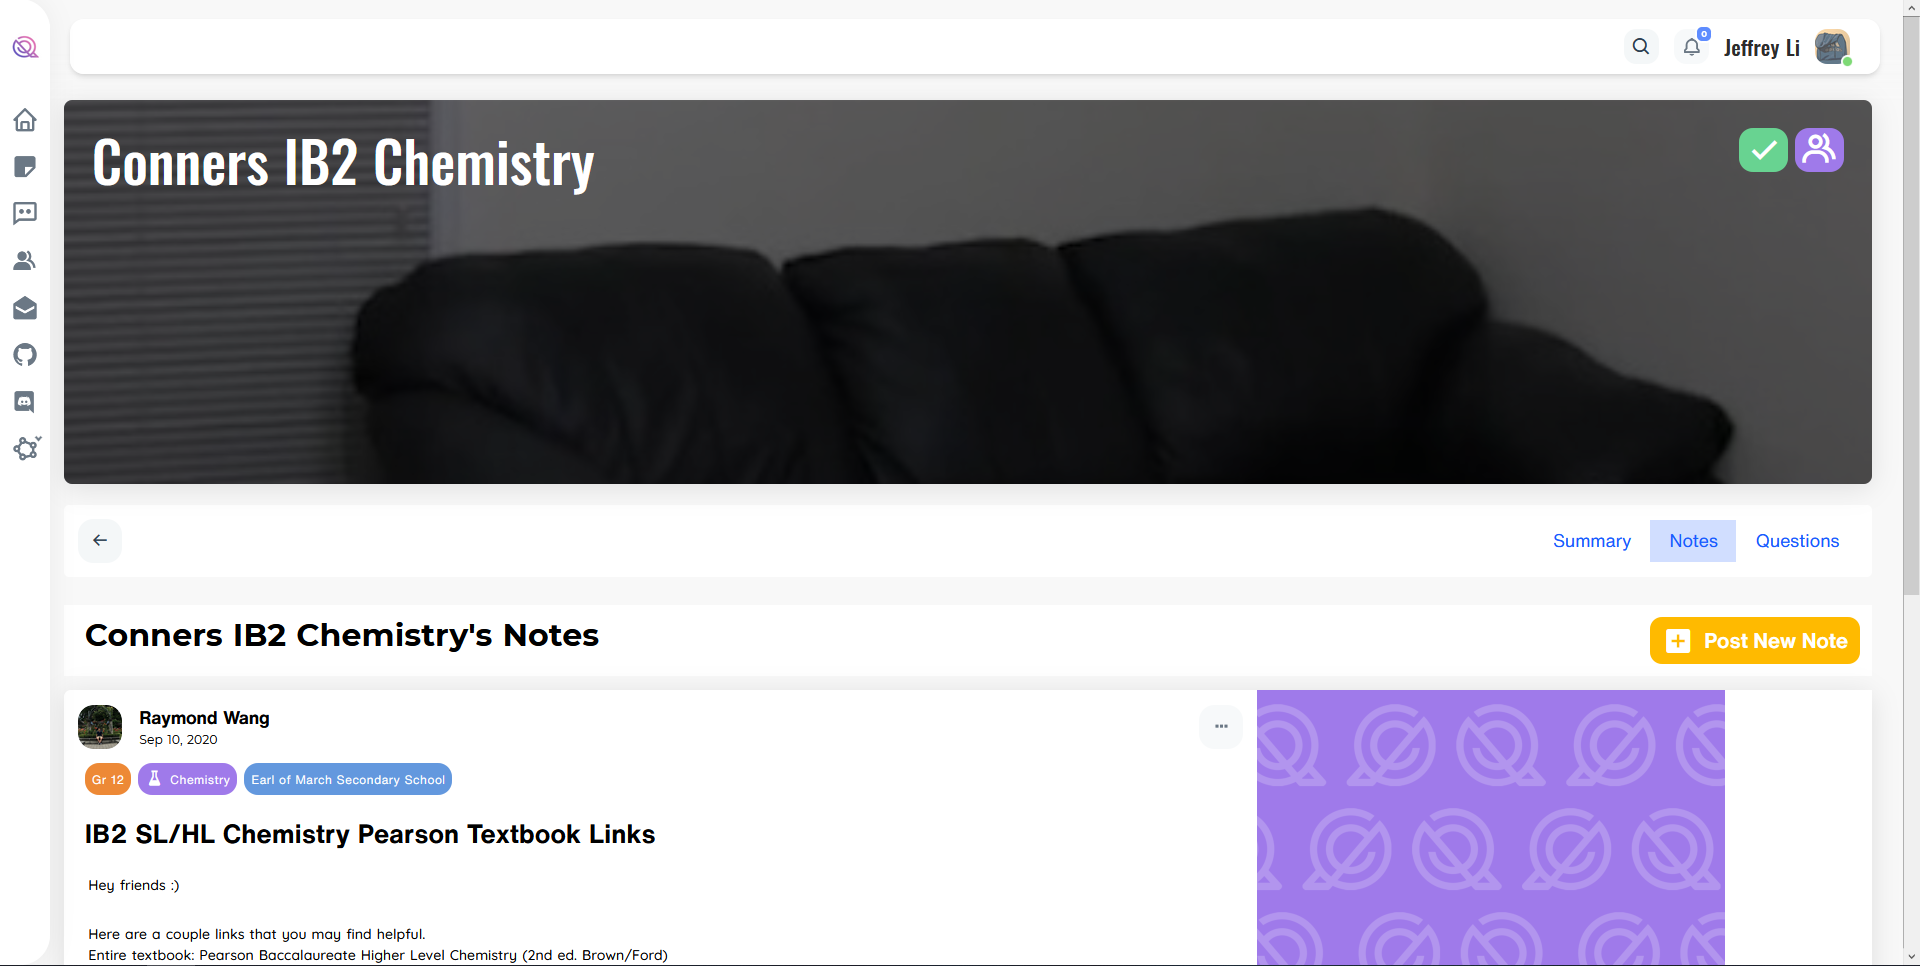 0
Jeffrey Li
Conners IB2 Chemistry
Summary
Notes
Questions
Conners IB2 Chemistry's Notes
Post New Note
Raymond Wang
Sep 10, 2020
Gr 12
Chemistry
Earl of March Secondary School
IB2 SL/HL Chemistry Pearson Textbook Links
Hey friends :)
Here are a couple links that you may find helpful.
Entire textbook: Pearson Baccalaureate Higher Level Chemistry (2nd ed. Brown/Ford)